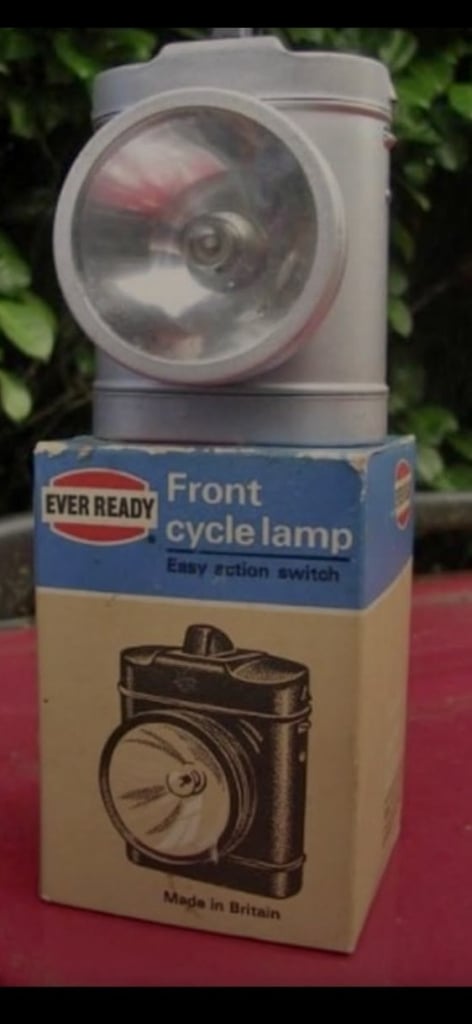 EVER READY
Front
cycle lamp
Easy action switch
Made in Britain